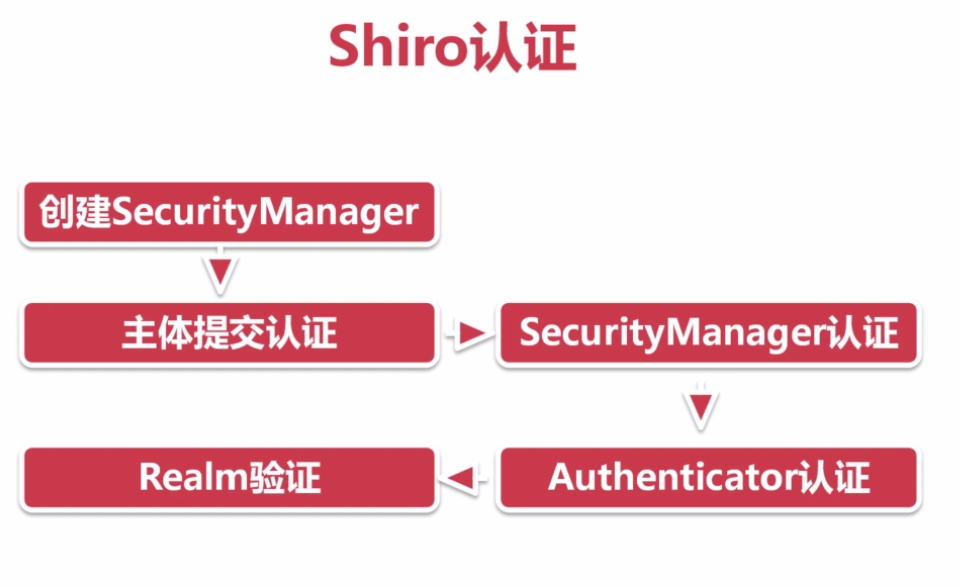 Shiro认证
创建SecurityManager
主体提交认证
SecurityManager认证
Authenticator认证
Realm验证